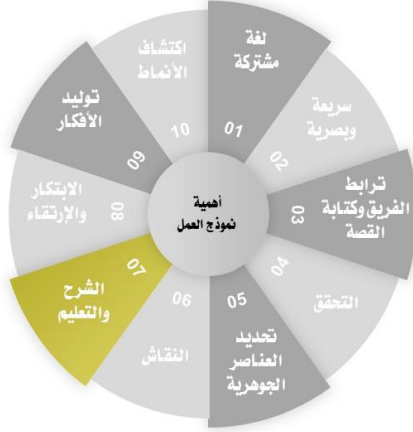 أهمية
نموذج العمل
لغة
مشتركة
01
سريعة
وبصرية
02
ترابط
الفريق وكتابة
القصة
03
التحقق
04
تحديد
العناصر
الجوهرية
05
النقاش
06
الشرح
والتعليم
07
الابتكار
والإرتقاء
08
توليد
الأفكار
09
اكتشاف
الأنماط
10